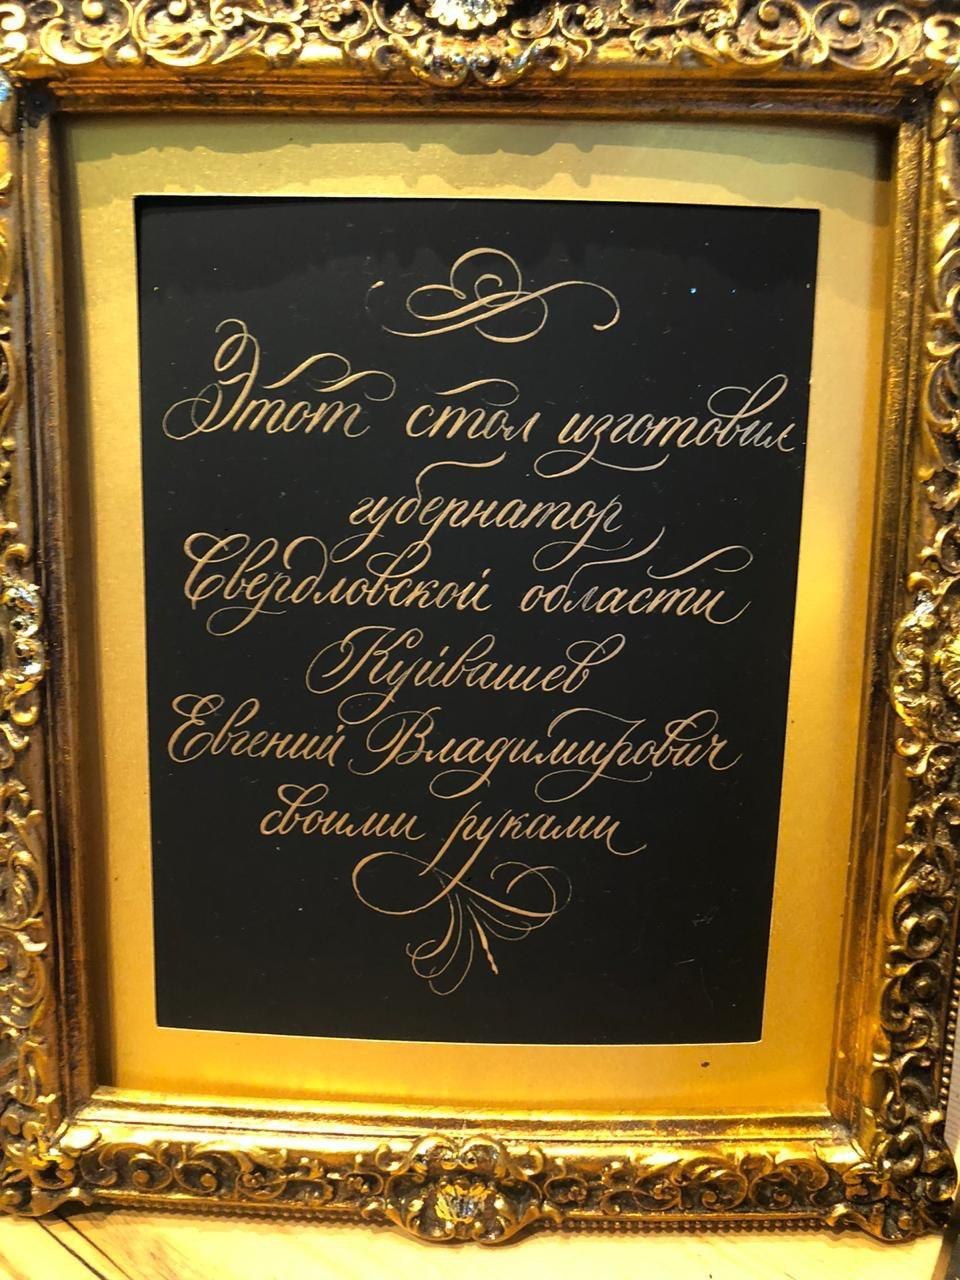 Этот стол изготовил
губернатор
Свердловской области
Куйвашев
Евгений Владимирович
своими руками